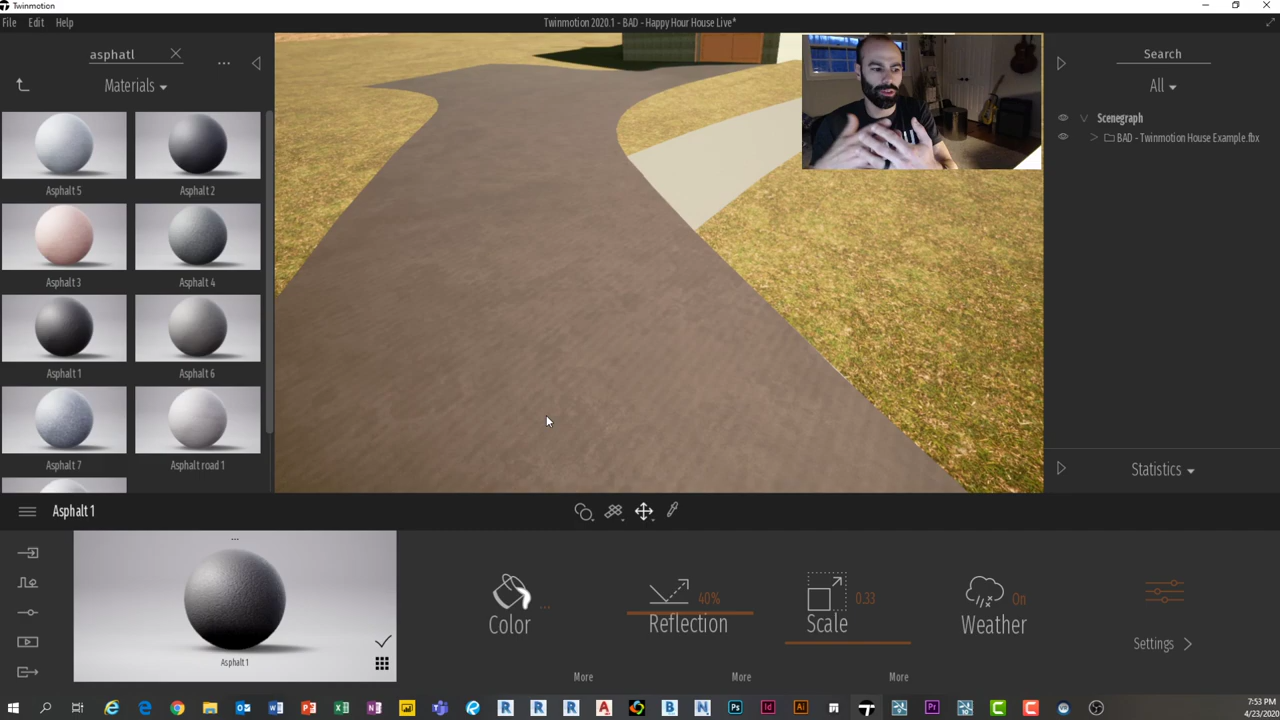 Twinmotion
File Edit Help
Twinmotion 2020.1 - BAD - Happy Hour House Live*
asphatl
...
Materials
Asphalt 5
Asphalt 2
Asphalt 3
Asphalt 4
Asphalt 1
Asphalt 6
Asphalt 7
Asphalt road 1
Search
All
Scenegraph
BAD - Twinmotion House Example.fbx
Statistics
Asphalt 1
...
Asphalt 1
Color ...
Reflection 40%
Scale 0.33
Weather On
Settings
More
More
More
7:53 PM
4/23/2020